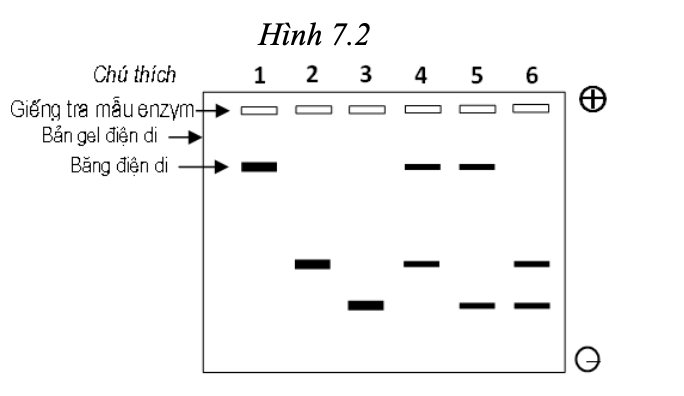 Hình 7.2
Chú thích 1 2 3 4 5 6
Giếng tra mẫu enzym
Bản gel điện di
Băng điện di